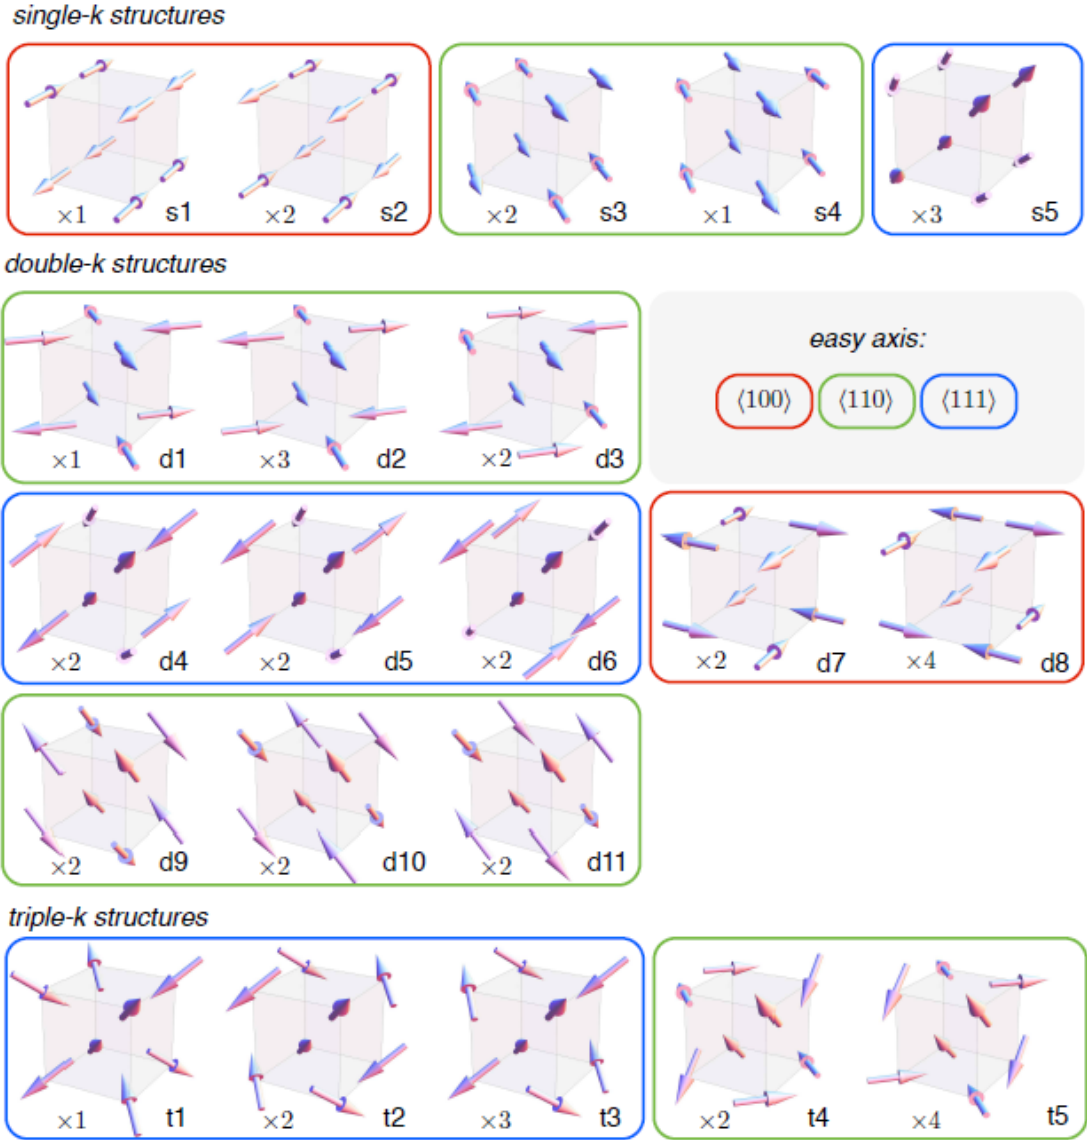 single-k structures
×1 s1 ×2 s2 ×2 s3 ×1 s4 ×3 s5
double-k structures
×1 d1 ×3 d2 ×2 d3
easy axis:
⟨100⟩ ⟨110⟩ ⟨111⟩
×2 d4 ×2 d5 ×2 d6 ×2 d7 ×4 d8
×2 d9 ×2 d10 ×2 d11
triple-k structures
×1 t1 ×2 t2 ×3 t3 ×2 t4 ×4 t5